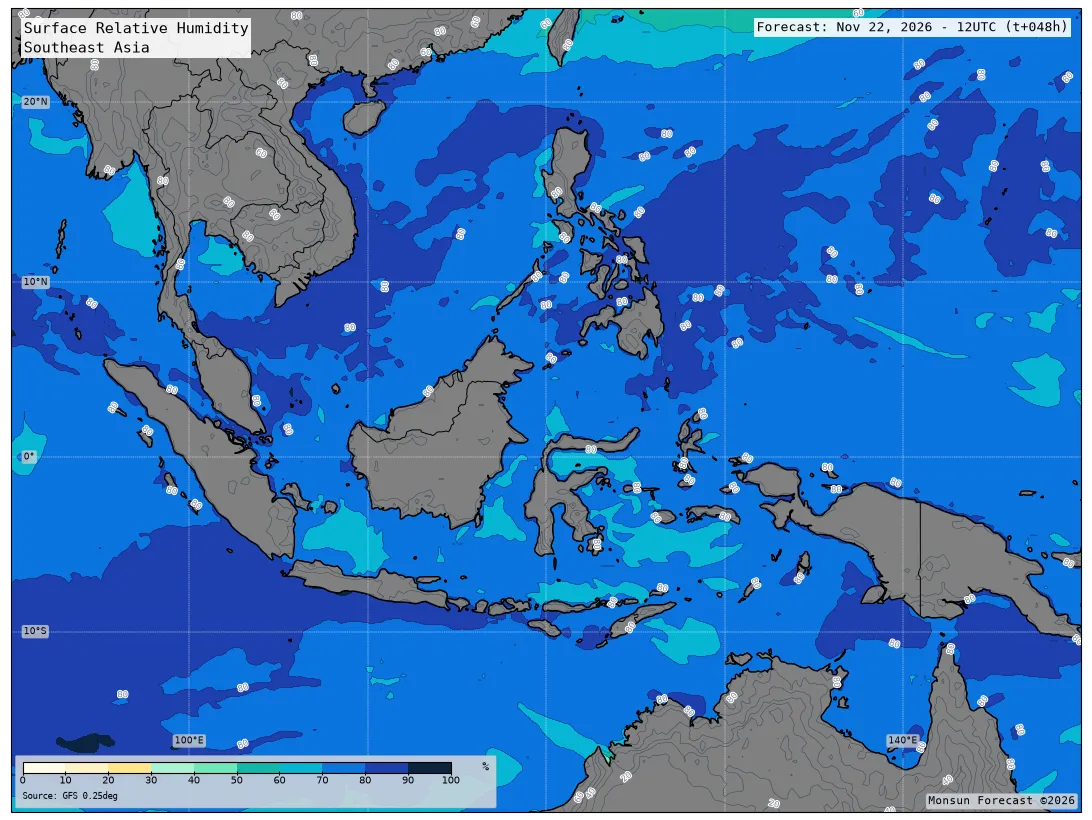 Surface Relative Humidity
Southeast Asia
Forecast: Nov 22, 2026 - 12UTC (t+048h)
20°N
10°N
0°
10°S
100°E
140°E
0 10 20 30 40 50 60 70 80 90 100 %
Source: GFS 0.25deg
Monsun Forecast ©2026